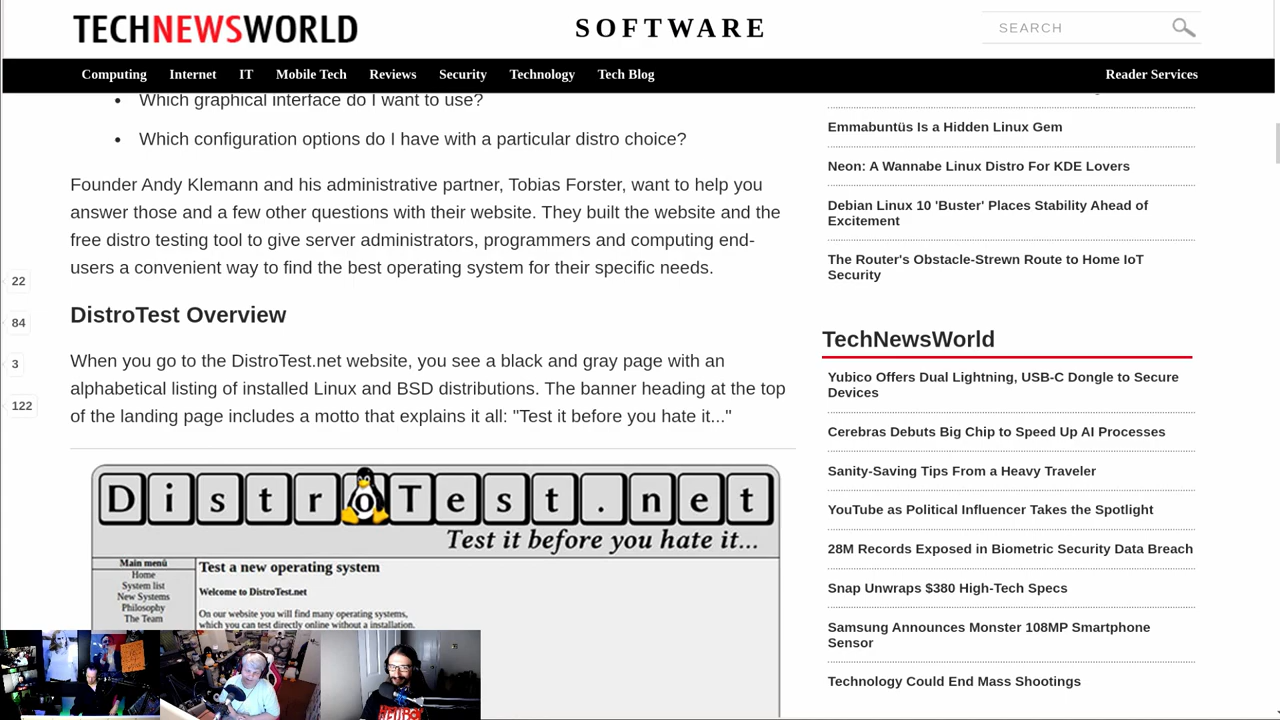 TECHNEWSWORLD
SOFTWARE
SEARCH
Computing Internet IT Mobile Tech Reviews Security Technology Tech Blog Reader Services
• Which graphical interface do I want to use?
• Which configuration options do I have with a particular distro choice?
Founder Andy Klemann and his administrative partner, Tobias Forster, want to help you
answer those and a few other questions with their website. They built the website and the
free distro testing tool to give server administrators, programmers and computing end-
users a convenient way to find the best operating system for their specific needs.
22
84
3
122
DistroTest Overview
When you go to the DistroTest.net website, you see a black and gray page with an
alphabetical listing of installed Linux and BSD distributions. The banner heading at the top
of the landing page includes a motto that explains it all: "Test it before you hate it..."
DistroTest.net
Test it before you hate it...
Main menü
Home
System list
New Systems
Philosophy
The Team
Test a new operating system
Welcome to DistroTest.net
On our website you will find many operating systems,
which you can test directly online without a installation.
Emmabuntüs Is a Hidden Linux Gem
Neon: A Wannabe Linux Distro For KDE Lovers
Debian Linux 10 'Buster' Places Stability Ahead of
Excitement
The Router's Obstacle-Strewn Route to Home IoT
Security
TechNewsWorld
Yubico Offers Dual Lightning, USB-C Dongle to Secure
Devices
Cerebras Debuts Big Chip to Speed Up AI Processes
Sanity-Saving Tips From a Heavy Traveler
YouTube as Political Influencer Takes the Spotlight
28M Records Exposed in Biometric Security Data Breach
Snap Unwraps $380 High-Tech Specs
Samsung Announces Monster 108MP Smartphone
Sensor
Technology Could End Mass Shootings